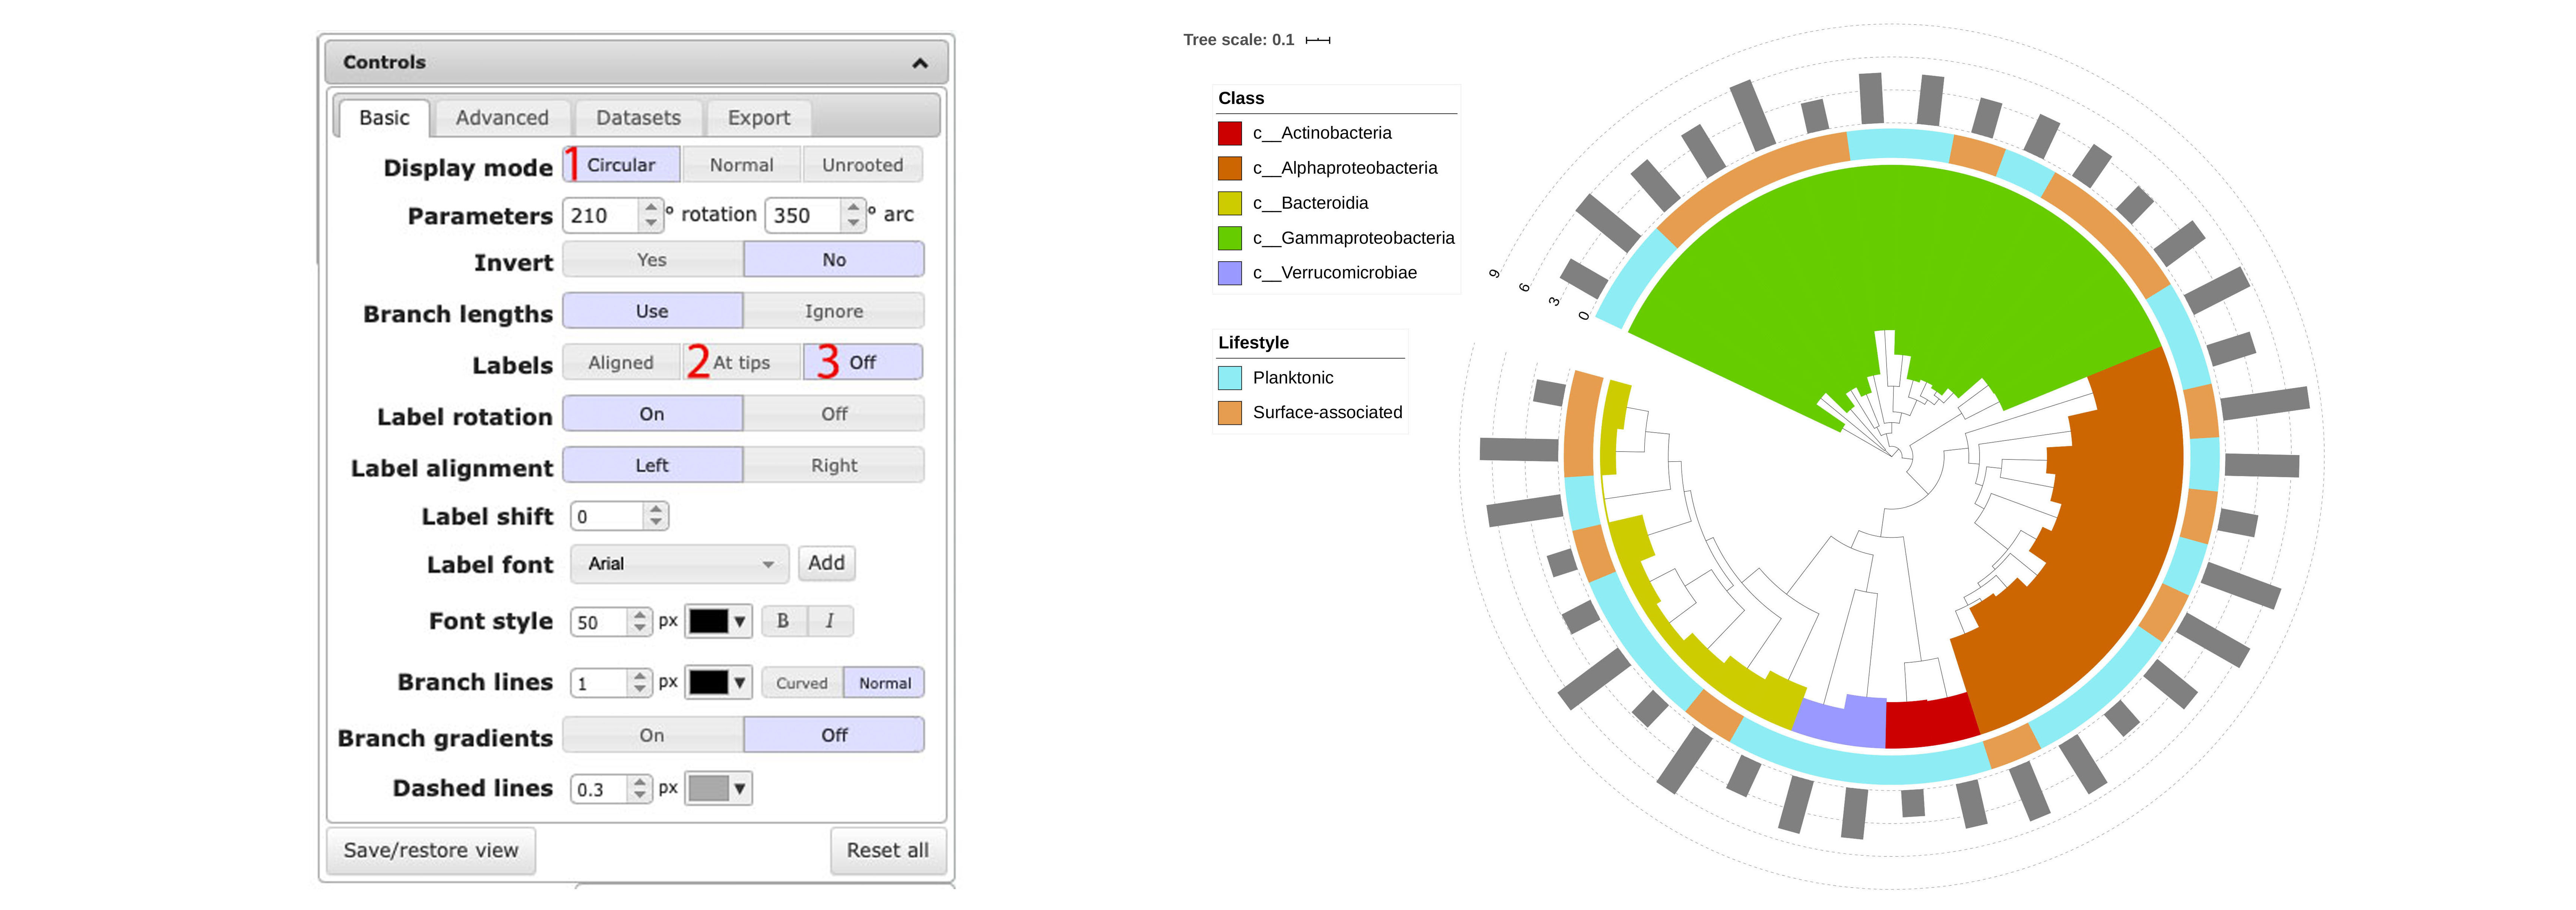 Controls
Basic Advanced Datasets Export
Display mode 1 Circular Normal Unrooted
Parameters 210 ° rotation 350 ° arc
Invert Yes No
Branch lengths Use Ignore
Labels Aligned 2 At tips 3 Off
Label rotation On Off
Label alignment Left Right
Label shift 0
Label font Arial Add
Font style 50 px B I
Branch lines 1 px Curved Normal
Branch gradients On Off
Dashed lines 0.3 px
Save/restore view Reset all
Tree scale: 0.1
Class
c__Actinobacteria
c__Alphaproteobacteria
c__Bacteroidia
c__Gammaproteobacteria
c__Verrucomicrobiae
Lifestyle
Planktonic
Surface-associated
9
6
3
0